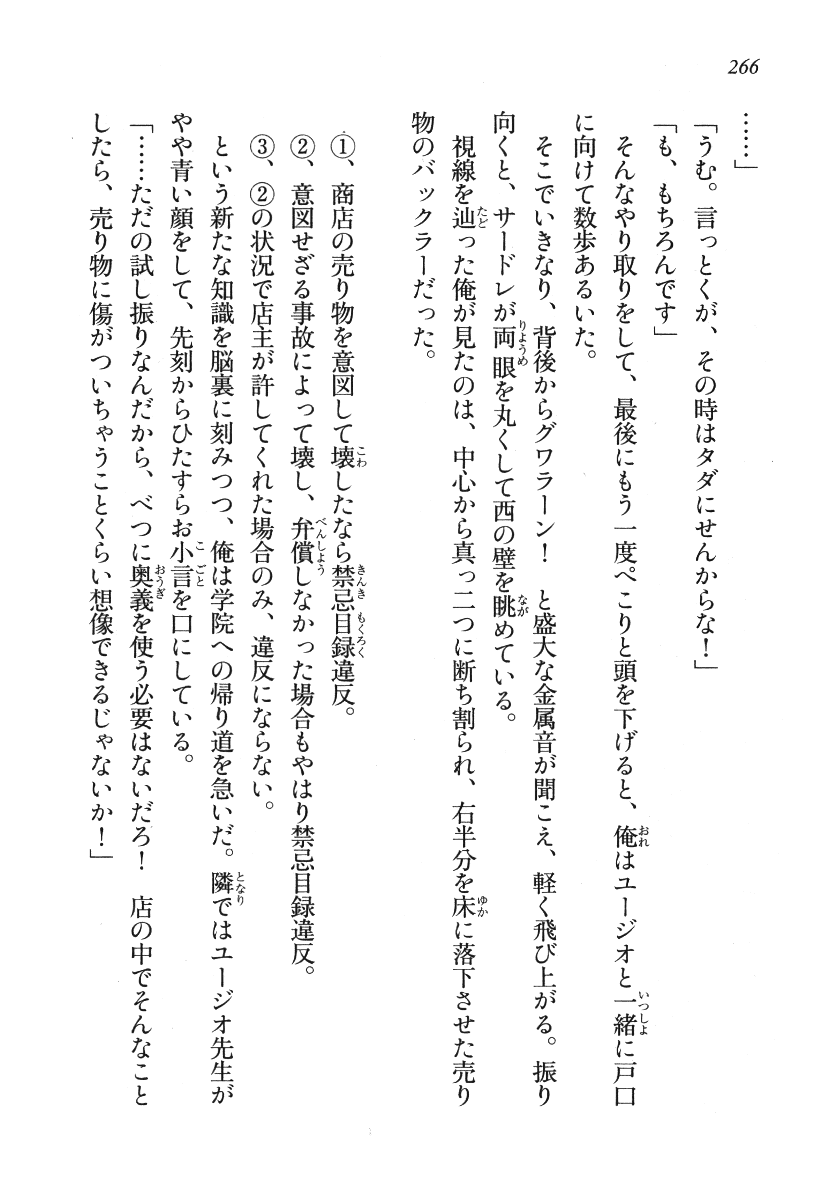 266
……」
「うむ。言っとくが、その時はタダにせんからな！」
「も、もちろんです」
そんなやり取りをして、最後にもう一度ぺこりと頭を下げると、俺はユージオと一緒に戸口
に向けて数歩あるいた。
そこでいきなり、背後からグワラーン！　と盛大な金属音が聞こえ、軽く飛び上がる。振り
向くと、サードレが両眼を丸くして西の壁を眺めている。
視線を辿った俺が見たのは、中心から真っ二つに断ち割られ、右半分を床に落下させた売り
物のバックラーだった。
①、商店の売り物を意図して壊したなら禁忌目録違反。
②、意図せざる事故によって壊し、弁償しなかった場合もやはり禁忌目録違反。
③、②の状況で店主が許してくれた場合のみ、違反にならない。
という新たな知識を脳裏に刻みつつ、俺は学院への帰り道を急いだ。隣ではユージオ先生が
やや青い顔をして、先刻からひたすらお小言を口にしている。
「……ただの試し振りなんだから、べつに奥義を使う必要はないだろ！　店の中でそんなこと
したら、売り物に傷がついちゃうことくらい想像できるじゃないか！」